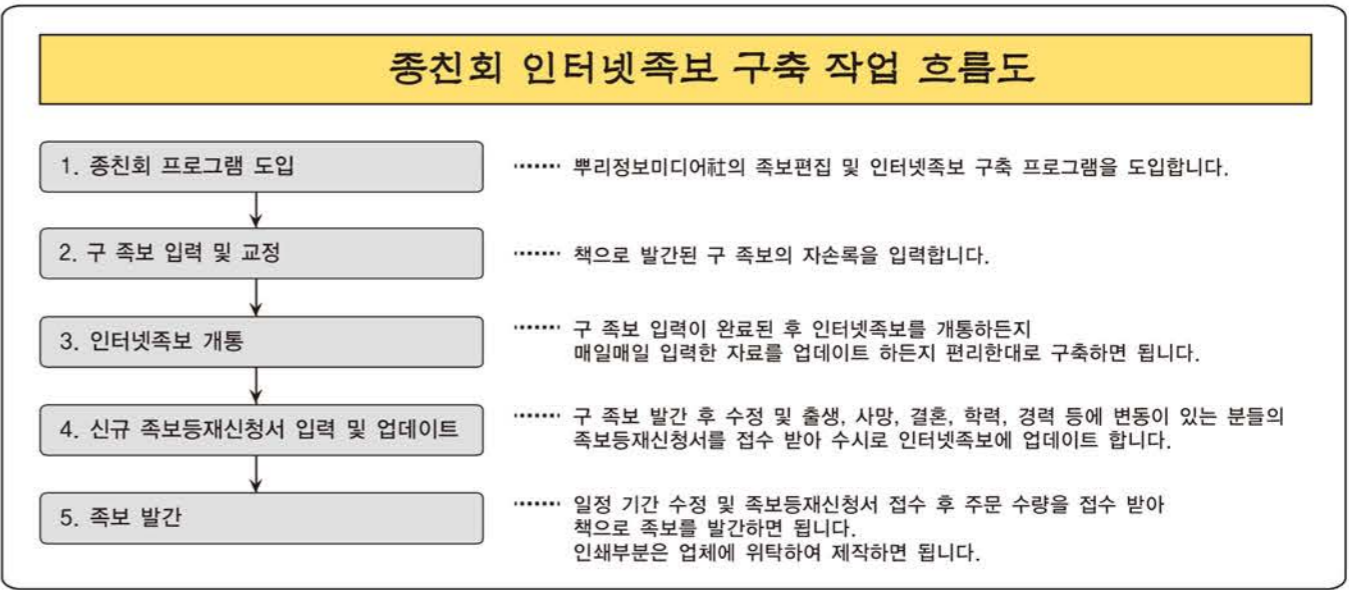 종친회 인터넷족보 구축 작업 흐름도
1. 종친회 프로그램 도입
······· 뿌리정보미디어社의 족보편집 및 인터넷족보 구축 프로그램을 도입합니다.
2. 구 족보 입력 및 교정
······· 책으로 발간된 구 족보의 자손록을 입력합니다.
3. 인터넷족보 개통
······· 구 족보 입력이 완료된 후 인터넷족보를 개통하든지
매일매일 입력한 자료를 업데이트 하든지 편리한대로 구축하면 됩니다.
4. 신규 족보등재신청서 입력 및 업데이트
······· 구 족보 발간 후 수정 및 출생, 사망, 결혼, 학력, 경력 등에 변동이 있는 분들의
족보등재신청서를 접수 받아 수시로 인터넷족보에 업데이트 합니다.
5. 족보 발간
······· 일정 기간 수정 및 족보등재신청서 접수 후 주문 수량을 접수 받아
책으로 족보를 발간하면 됩니다.
인쇄부분은 업체에 위탁하여 제작하면 됩니다.